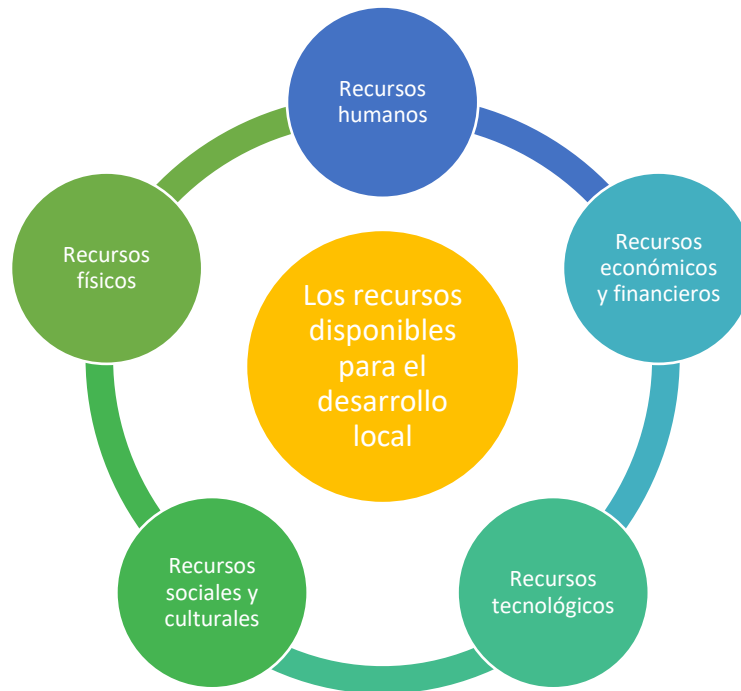 Recursos
humanos
Recursos
económicos
y financieros
Recursos
tecnológicos
Recursos
sociales y
culturales
Recursos
físicos
Los recursos
disponibles
para el
desarrollo
local